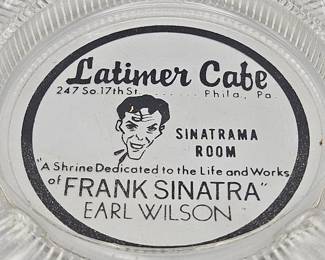 Latimer Cafe
247 So. 17th St. ....... Phila., Pa.
SINATRAMA
ROOM
"A Shrine Dedicated to the Life and Works
of FRANK SINATRA"
EARL WILSON